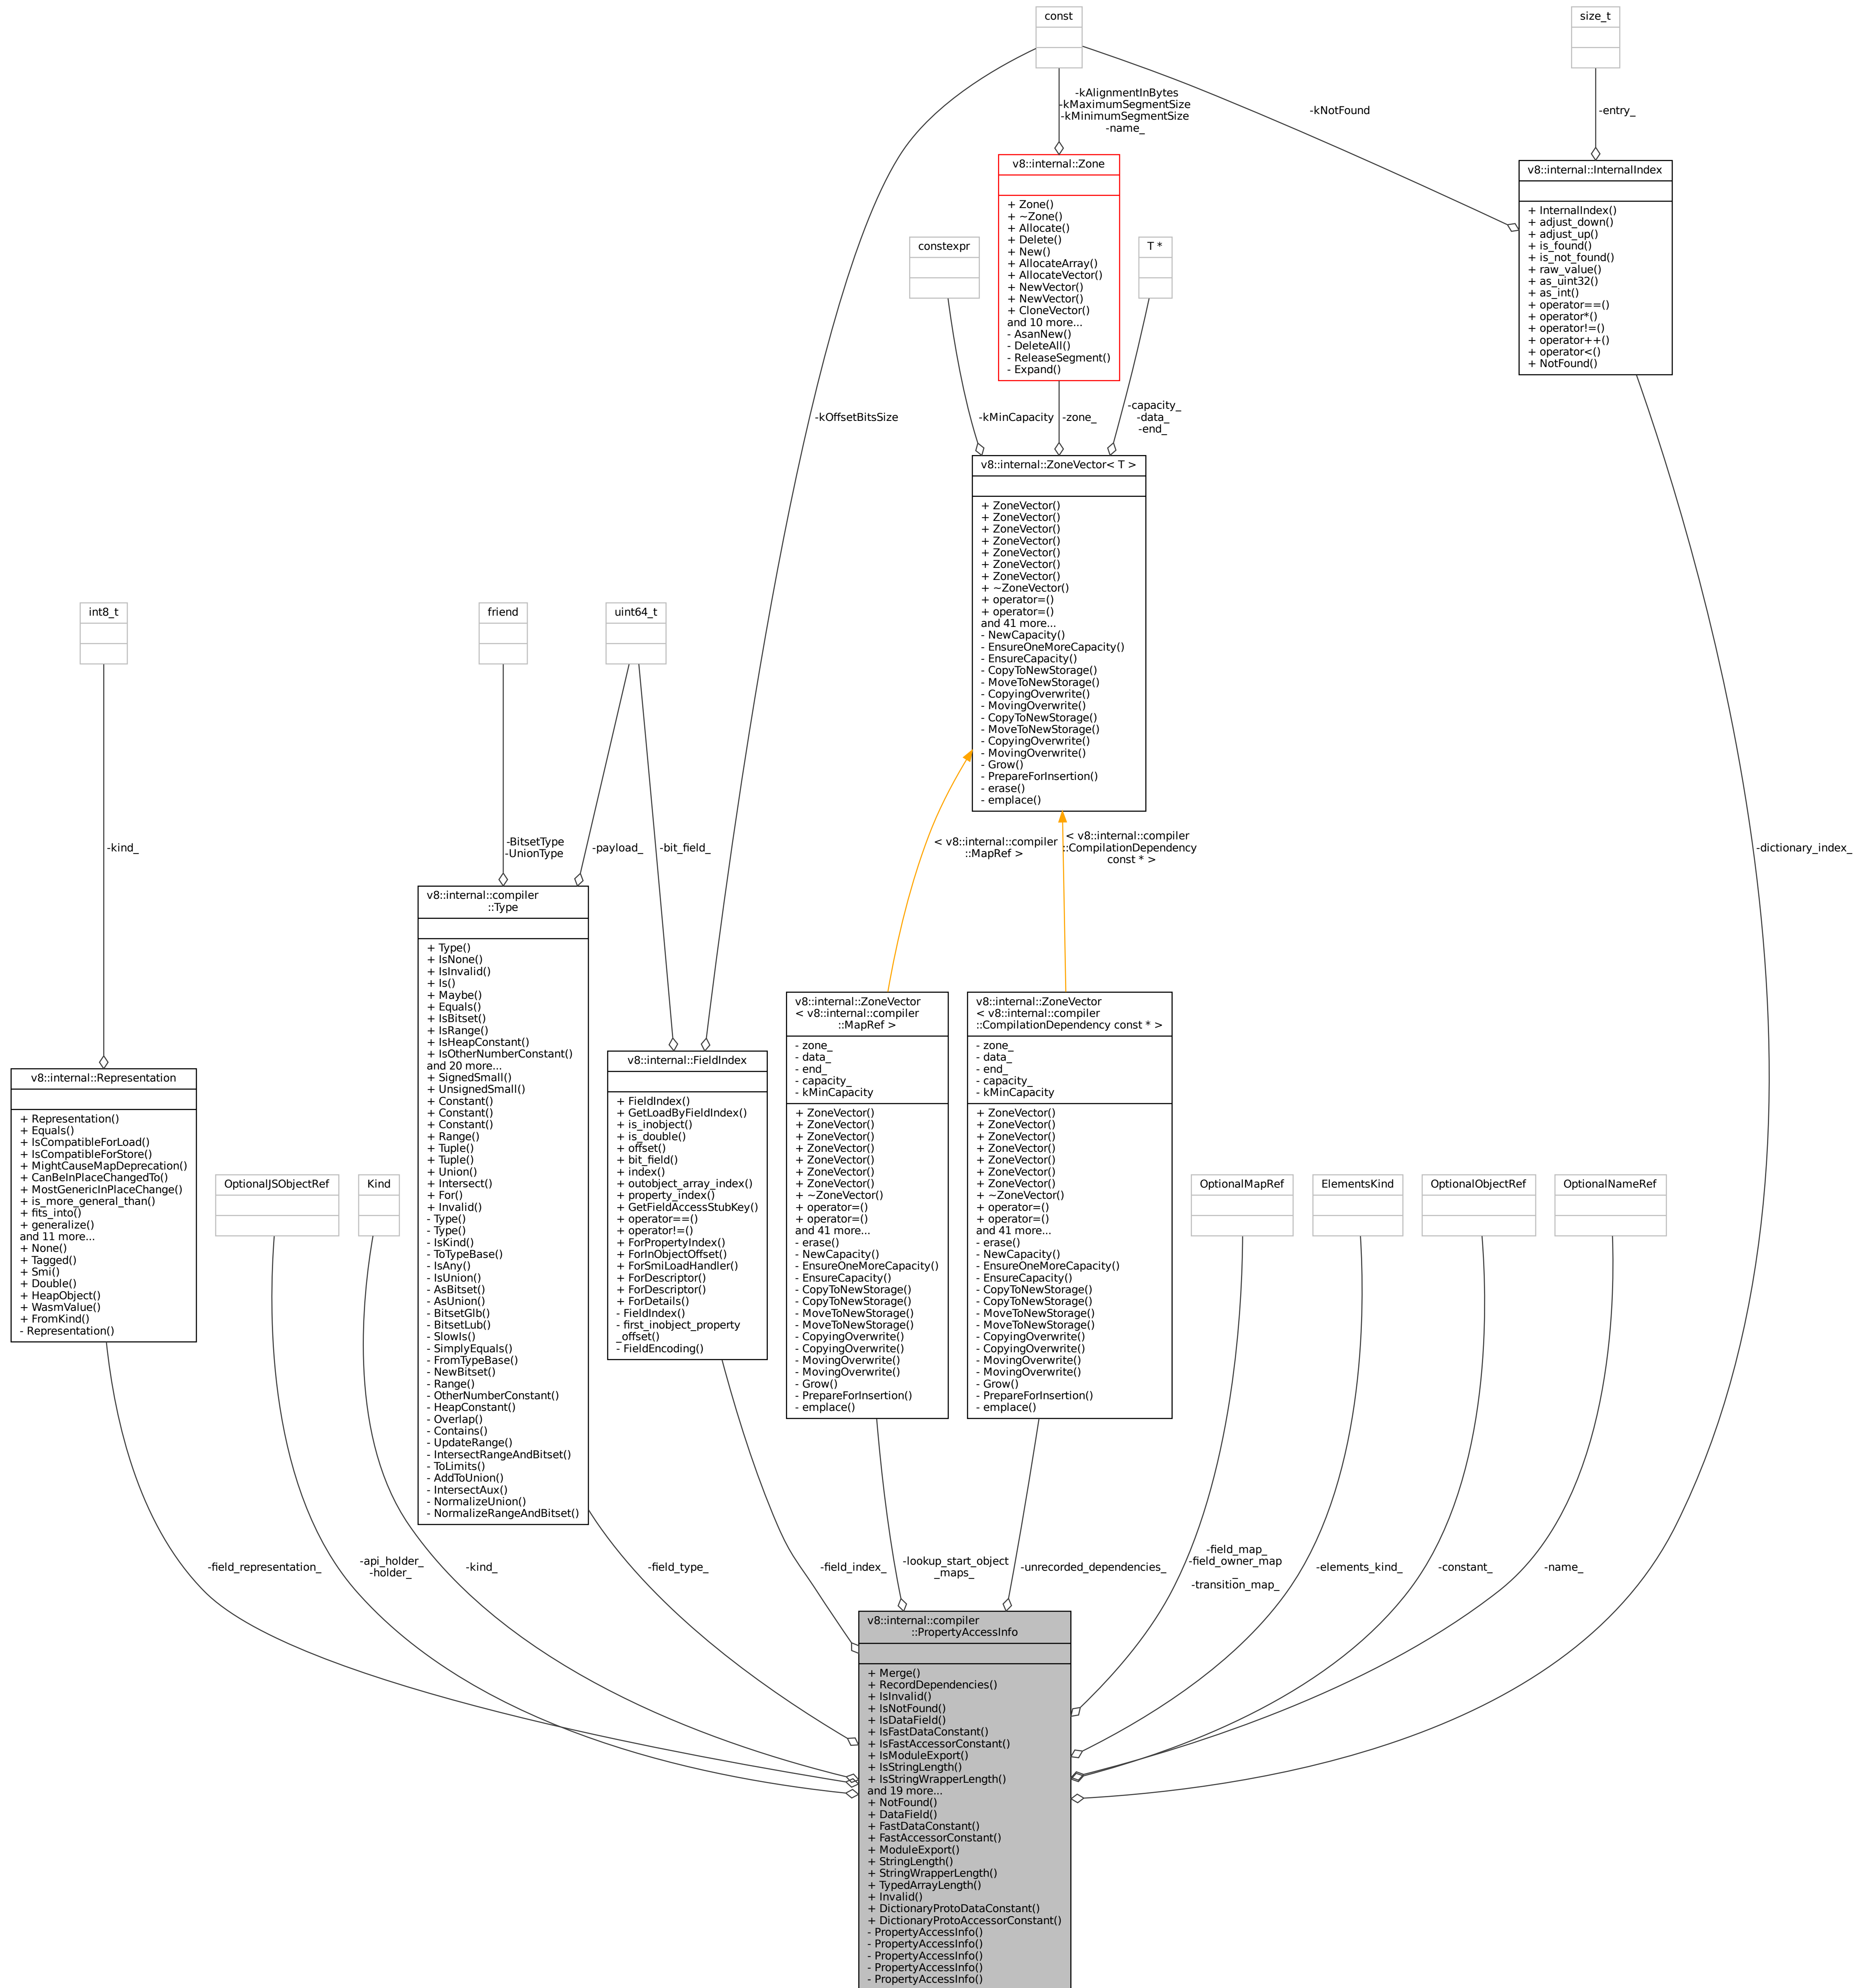 const
size_t
-kAlignmentInBytes
-kMaximumSegmentSize
-kMinimumSegmentSize
-name_
-kNotFound
-entry_
v8::internal::Zone
+ Zone()
+ ~Zone()
+ Allocate()
+ Delete()
+ New()
+ AllocateArray()
+ AllocateVector()
+ NewVector()
+ NewVector()
+ CloneVector()
and 10 more...
- AsanNew()
- DeleteAll()
- ReleaseSegment()
- Expand()
v8::internal::InternalIndex
+ InternalIndex()
+ adjust_down()
+ adjust_up()
+ is_found()
+ is_not_found()
+ raw_value()
+ as_uint32()
+ as_int()
+ operator==()
+ operator*()
+ operator!=()
+ operator++()
+ operator<()
+ NotFound()
constexpr
T *
-kOffsetBitsSize
-kMinCapacity
-zone_
-capacity_
-data_
-end_
v8::internal::ZoneVector< T >
+ ZoneVector()
+ ZoneVector()
+ ZoneVector()
+ ZoneVector()
+ ZoneVector()
+ ZoneVector()
+ ZoneVector()
+ ~ZoneVector()
+ operator=()
+ operator=()
and 41 more...
- NewCapacity()
- EnsureOneMoreCapacity()
- EnsureCapacity()
- CopyToNewStorage()
- MoveToNewStorage()
- CopyingOverwrite()
- MovingOverwrite()
- CopyToNewStorage()
- MoveToNewStorage()
- CopyingOverwrite()
- MovingOverwrite()
- Grow()
- PrepareForInsertion()
- erase()
- emplace()
int8_t
friend
uint64_t
-kind_
-BitsetType
-UnionType
-payload_
-bit_field_
< v8::internal::compiler
::MapRef >
< v8::internal::compiler
::CompilationDependency
const * >
-dictionary_index_
v8::internal::compiler
::Type
+ Type()
+ IsNone()
+ IsInvalid()
+ Is()
+ Maybe()
+ Equals()
+ IsBitset()
+ IsRange()
+ IsHeapConstant()
+ IsOtherNumberConstant()
and 20 more...
+ SignedSmall()
+ UnsignedSmall()
+ Constant()
+ Constant()
+ Constant()
+ Range()
+ Tuple()
+ Tuple()
+ Union()
+ Intersect()
+ For()
+ Invalid()
- Type()
- Type()
- IsKind()
- ToTypeBase()
- IsAny()
- IsUnion()
- AsBitset()
- AsUnion()
- BitsetGlb()
- BitsetLub()
- SlowIs()
- SimplyEquals()
- FromTypeBase()
- NewBitset()
- Range()
- OtherNumberConstant()
- HeapConstant()
- Overlap()
- Contains()
- UpdateRange()
- IntersectRangeAndBitset()
- ToLimits()
- AddToUnion()
- IntersectAux()
- NormalizeUnion()
- NormalizeRangeAndBitset()
v8::internal::Representation
+ Representation()
+ Equals()
+ IsCompatibleForLoad()
+ IsCompatibleForStore()
+ MightCauseMapDeprecation()
+ CanBeInPlaceChangedTo()
+ MostGenericInPlaceChange()
+ is_more_general_than()
+ fits_into()
+ generalize()
and 11 more...
+ None()
+ Tagged()
+ Smi()
+ Double()
+ HeapObject()
+ WasmValue()
+ FromKind()
- Representation()
OptionalJSObjectRef
Kind
v8::internal::FieldIndex
+ FieldIndex()
+ GetLoadByFieldIndex()
+ is_inobject()
+ is_double()
+ offset()
+ bit_field()
+ index()
+ outobject_array_index()
+ property_index()
+ GetFieldAccessStubKey()
+ operator==()
+ operator!=()
+ ForPropertyIndex()
+ ForInObjectOffset()
+ ForSmiLoadHandler()
+ ForDescriptor()
+ ForDescriptor()
+ ForDetails()
- FieldIndex()
- first_inobject_property
_offset()
- FieldEncoding()
v8::internal::ZoneVector
< v8::internal::compiler
::MapRef >
- zone_
- data_
- end_
- capacity_
- kMinCapacity
+ ZoneVector()
+ ZoneVector()
+ ZoneVector()
+ ZoneVector()
+ ZoneVector()
+ ZoneVector()
+ ZoneVector()
+ ~ZoneVector()
+ operator=()
+ operator=()
and 41 more...
- erase()
- NewCapacity()
- EnsureOneMoreCapacity()
- EnsureCapacity()
- CopyToNewStorage()
- CopyToNewStorage()
- MoveToNewStorage()
- MoveToNewStorage()
- CopyingOverwrite()
- CopyingOverwrite()
- MovingOverwrite()
- MovingOverwrite()
- Grow()
- PrepareForInsertion()
- emplace()
v8::internal::ZoneVector
< v8::internal::compiler
::CompilationDependency const * >
- zone_
- data_
- end_
- capacity_
- kMinCapacity
+ ZoneVector()
+ ZoneVector()
+ ZoneVector()
+ ZoneVector()
+ ZoneVector()
+ ZoneVector()
+ ZoneVector()
+ ~ZoneVector()
+ operator=()
+ operator=()
and 41 more...
- erase()
- NewCapacity()
- EnsureOneMoreCapacity()
- EnsureCapacity()
- CopyToNewStorage()
- CopyToNewStorage()
- MoveToNewStorage()
- MoveToNewStorage()
- CopyingOverwrite()
- CopyingOverwrite()
- MovingOverwrite()
- MovingOverwrite()
- Grow()
- PrepareForInsertion()
- emplace()
OptionalMapRef
ElementsKind
OptionalObjectRef
OptionalNameRef
-field_representation_
-api_holder_
-holder_
-kind_
-field_type_
-field_index_
-lookup_start_object
_maps_
-unrecorded_dependencies_
-field_map_
-field_owner_map
_
-transition_map_
-elements_kind_
-constant_
-name_
v8::internal::compiler
::PropertyAccessInfo
+ Merge()
+ RecordDependencies()
+ IsInvalid()
+ IsNotFound()
+ IsDataField()
+ IsFastDataConstant()
+ IsFastAccessorConstant()
+ IsModuleExport()
+ IsStringLength()
+ IsStringWrapperLength()
and 19 more...
+ NotFound()
+ DataField()
+ FastDataConstant()
+ FastAccessorConstant()
+ ModuleExport()
+ StringLength()
+ StringWrapperLength()
+ TypedArrayLength()
+ Invalid()
+ DictionaryProtoDataConstant()
+ DictionaryProtoAccessorConstant()
- PropertyAccessInfo()
- PropertyAccessInfo()
- PropertyAccessInfo()
- PropertyAccessInfo()
- PropertyAccessInfo()